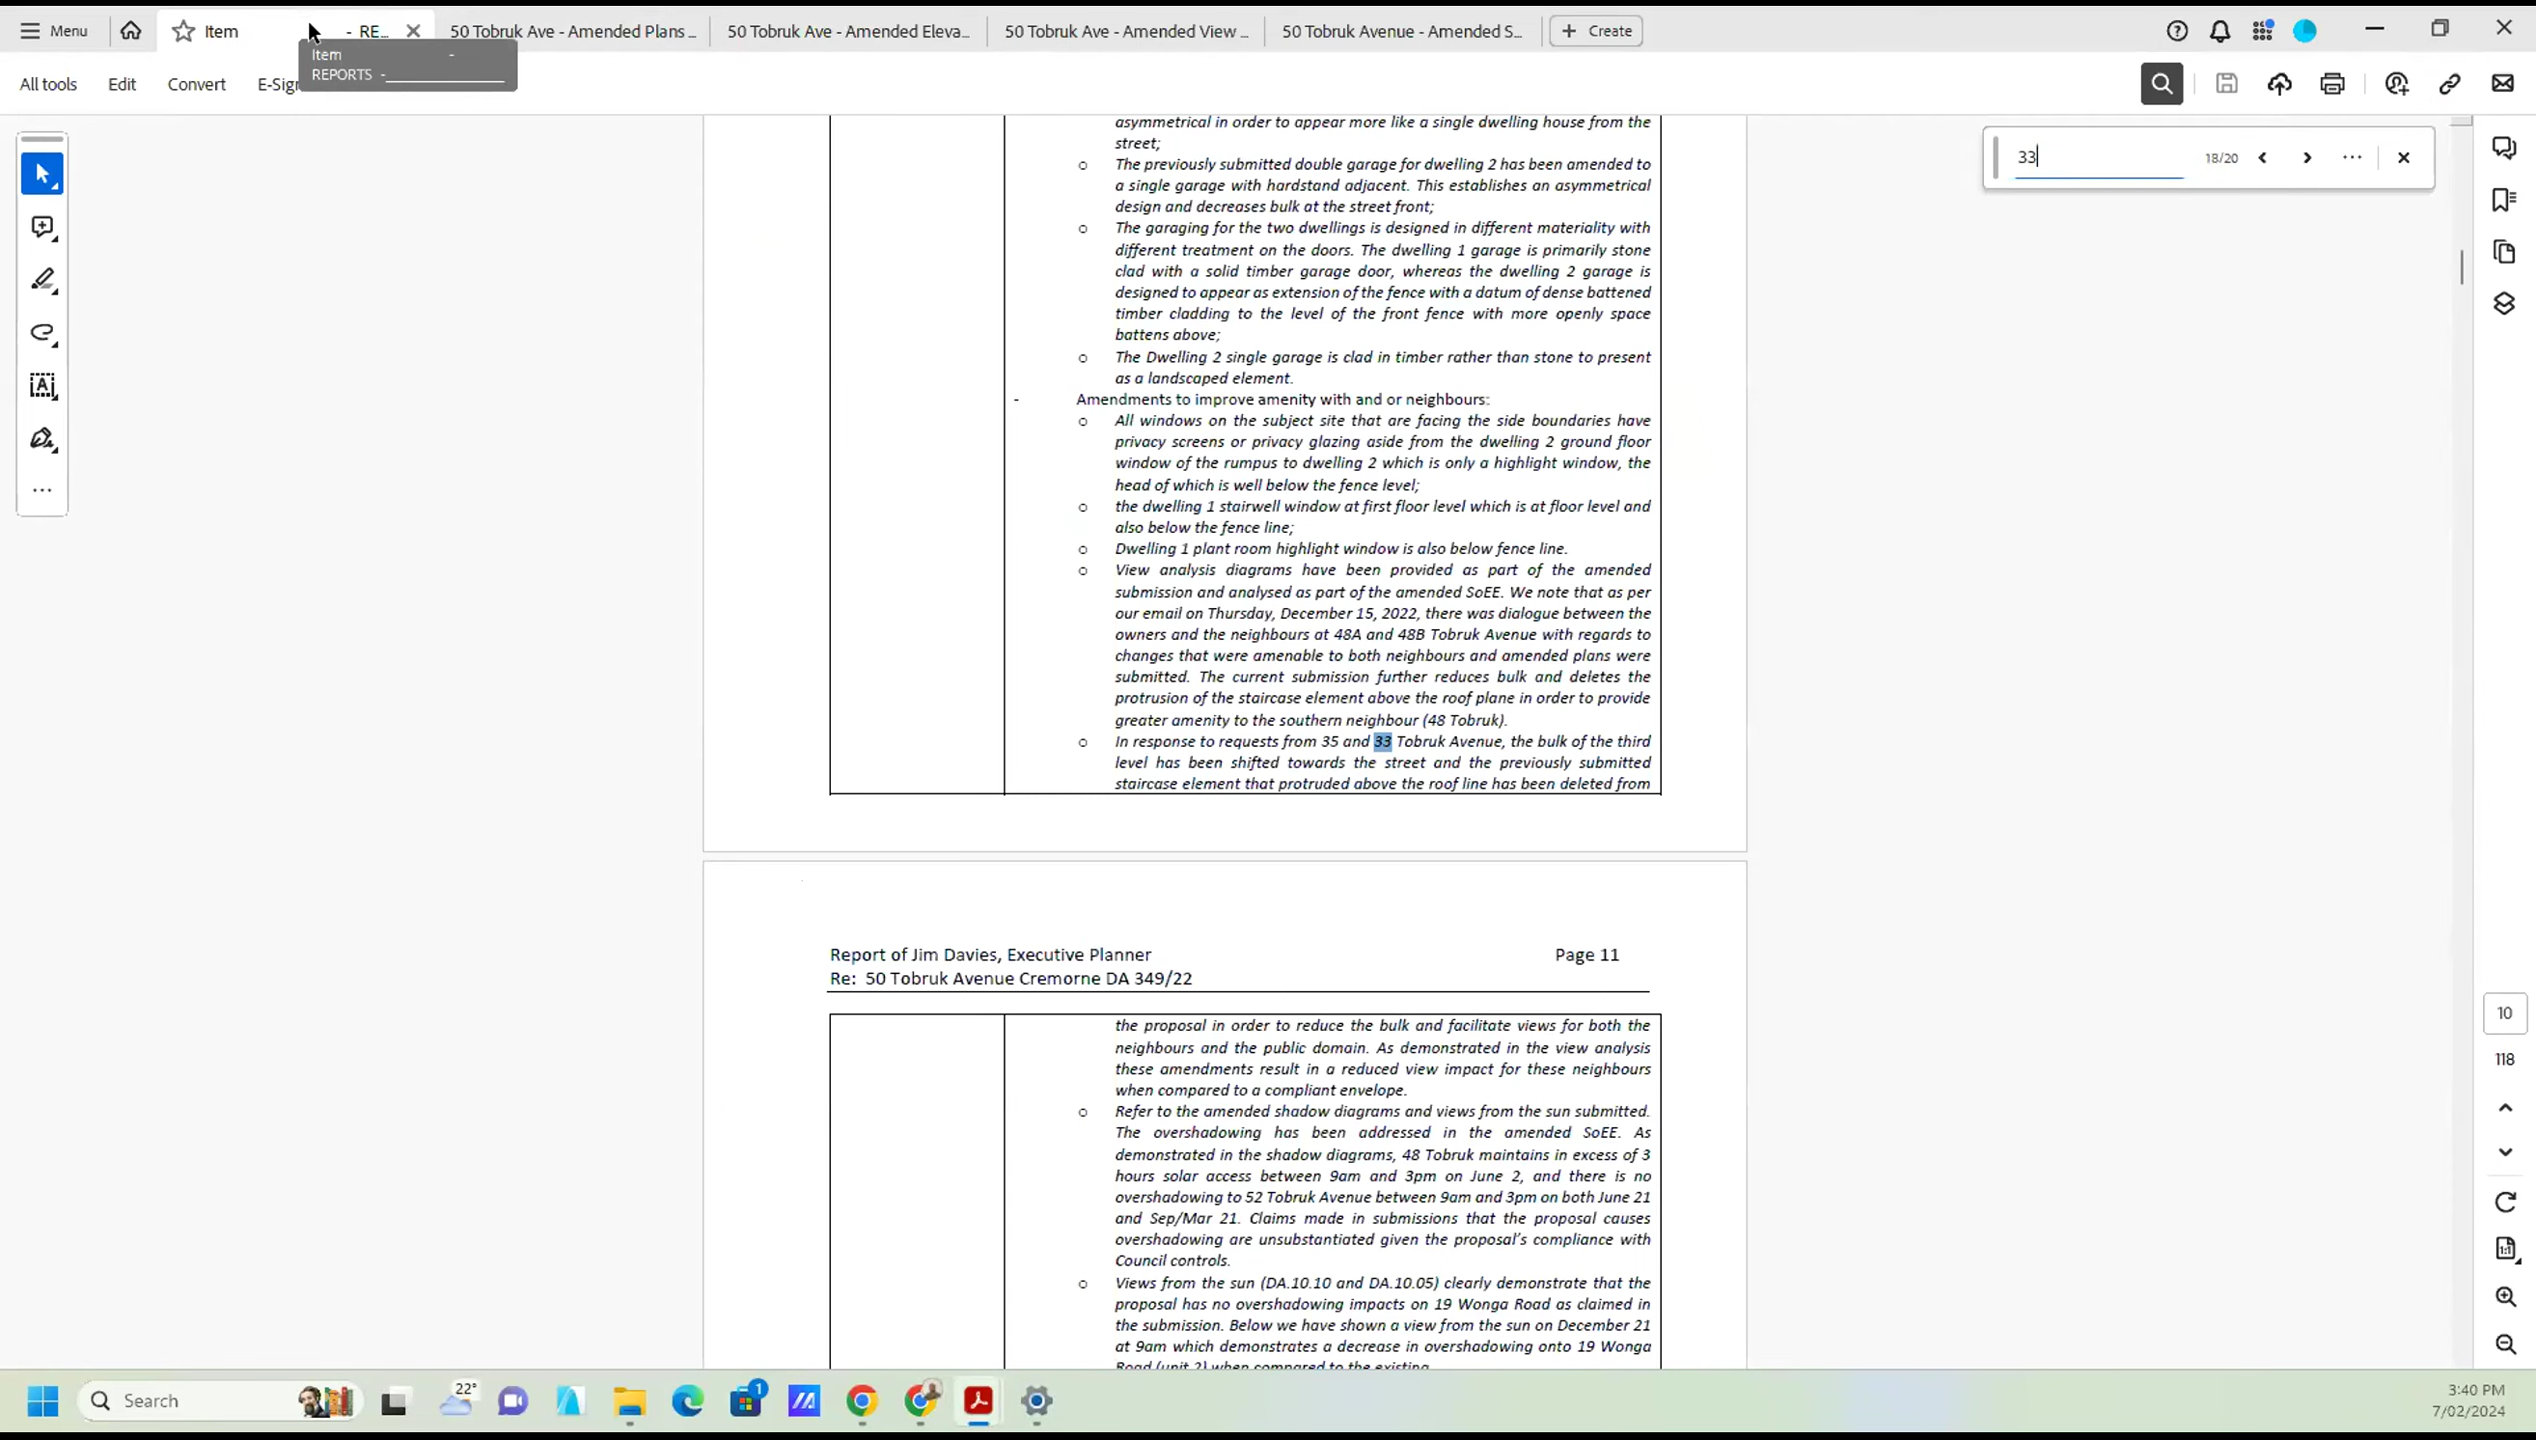 Menu
Item - RE...
50 Tobruk Ave - Amended Plans ...
50 Tobruk Ave - Amended Eleva...
50 Tobruk Ave - Amended View ...
50 Tobruk Avenue - Amended S...
+ Create
Item -
REPORTS -
All tools
Edit
Convert
E-Sign
33
18/20
asymmetrical in order to appear more like a single dwelling house from the
street;
o The previously submitted double garage for dwelling 2 has been amended to
a single garage with hardstand adjacent. This establishes an asymmetrical
design and decreases bulk at the street front;
o The garaging for the two dwellings is designed in different materiality with
different treatment on the doors. The dwelling 1 garage is primarily stone
clad with a solid timber garage door, whereas the dwelling 2 garage is
designed to appear as extension of the fence with a datum of dense battened
timber cladding to the level of the front fence with more openly space
battens above;
o The Dwelling 2 single garage is clad in timber rather than stone to present
as a landscaped element.
- Amendments to improve amenity with and or neighbours:
o All windows on the subject site that are facing the side boundaries have
privacy screens or privacy glazing aside from the dwelling 2 ground floor
window of the rumpus to dwelling 2 which is only a highlight window, the
head of which is well below the fence level;
o the dwelling 1 stairwell window at first floor level which is at floor level and
also below the fence line;
o Dwelling 1 plant room highlight window is also below fence line.
o View analysis diagrams have been provided as part of the amended
submission and analysed as part of the amended SoEE. We note that as per
our email on Thursday, December 15, 2022, there was dialogue between the
owners and the neighbours at 48A and 48B Tobruk Avenue with regards to
changes that were amenable to both neighbours and amended plans were
submitted. The current submission further reduces bulk and deletes the
protrusion of the staircase element above the roof plane in order to provide
greater amenity to the southern neighbour (48 Tobruk).
o In response to requests from 35 and 33 Tobruk Avenue, the bulk of the third
level has been shifted towards the street and the previously submitted
staircase element that protruded above the roof line has been deleted from
Report of Jim Davies, Executive Planner Page 11
Re: 50 Tobruk Avenue Cremorne DA 349/22
the proposal in order to reduce the bulk and facilitate views for both the
neighbours and the public domain. As demonstrated in the view analysis
these amendments result in a reduced view impact for these neighbours
when compared to a compliant envelope.
o Refer to the amended shadow diagrams and views from the sun submitted.
The overshadowing has been addressed in the amended SoEE. As
demonstrated in the shadow diagrams, 48 Tobruk maintains in excess of 3
hours solar access between 9am and 3pm on June 2, and there is no
overshadowing to 52 Tobruk Avenue between 9am and 3pm on both June 21
and Sep/Mar 21. Claims made in submissions that the proposal causes
overshadowing are unsubstantiated given the proposal's compliance with
Council controls.
o Views from the sun (DA.10.10 and DA.10.05) clearly demonstrate that the
proposal has no overshadowing impacts on 19 Wonga Road as claimed in
the submission. Below we have shown a view from the sun on December 21
at 9am which demonstrates a decrease in overshadowing onto 19 Wonga
Road (unit 2) when compared to the existing.
10
118
Search
22°
1
3:40 PM
7/02/2024